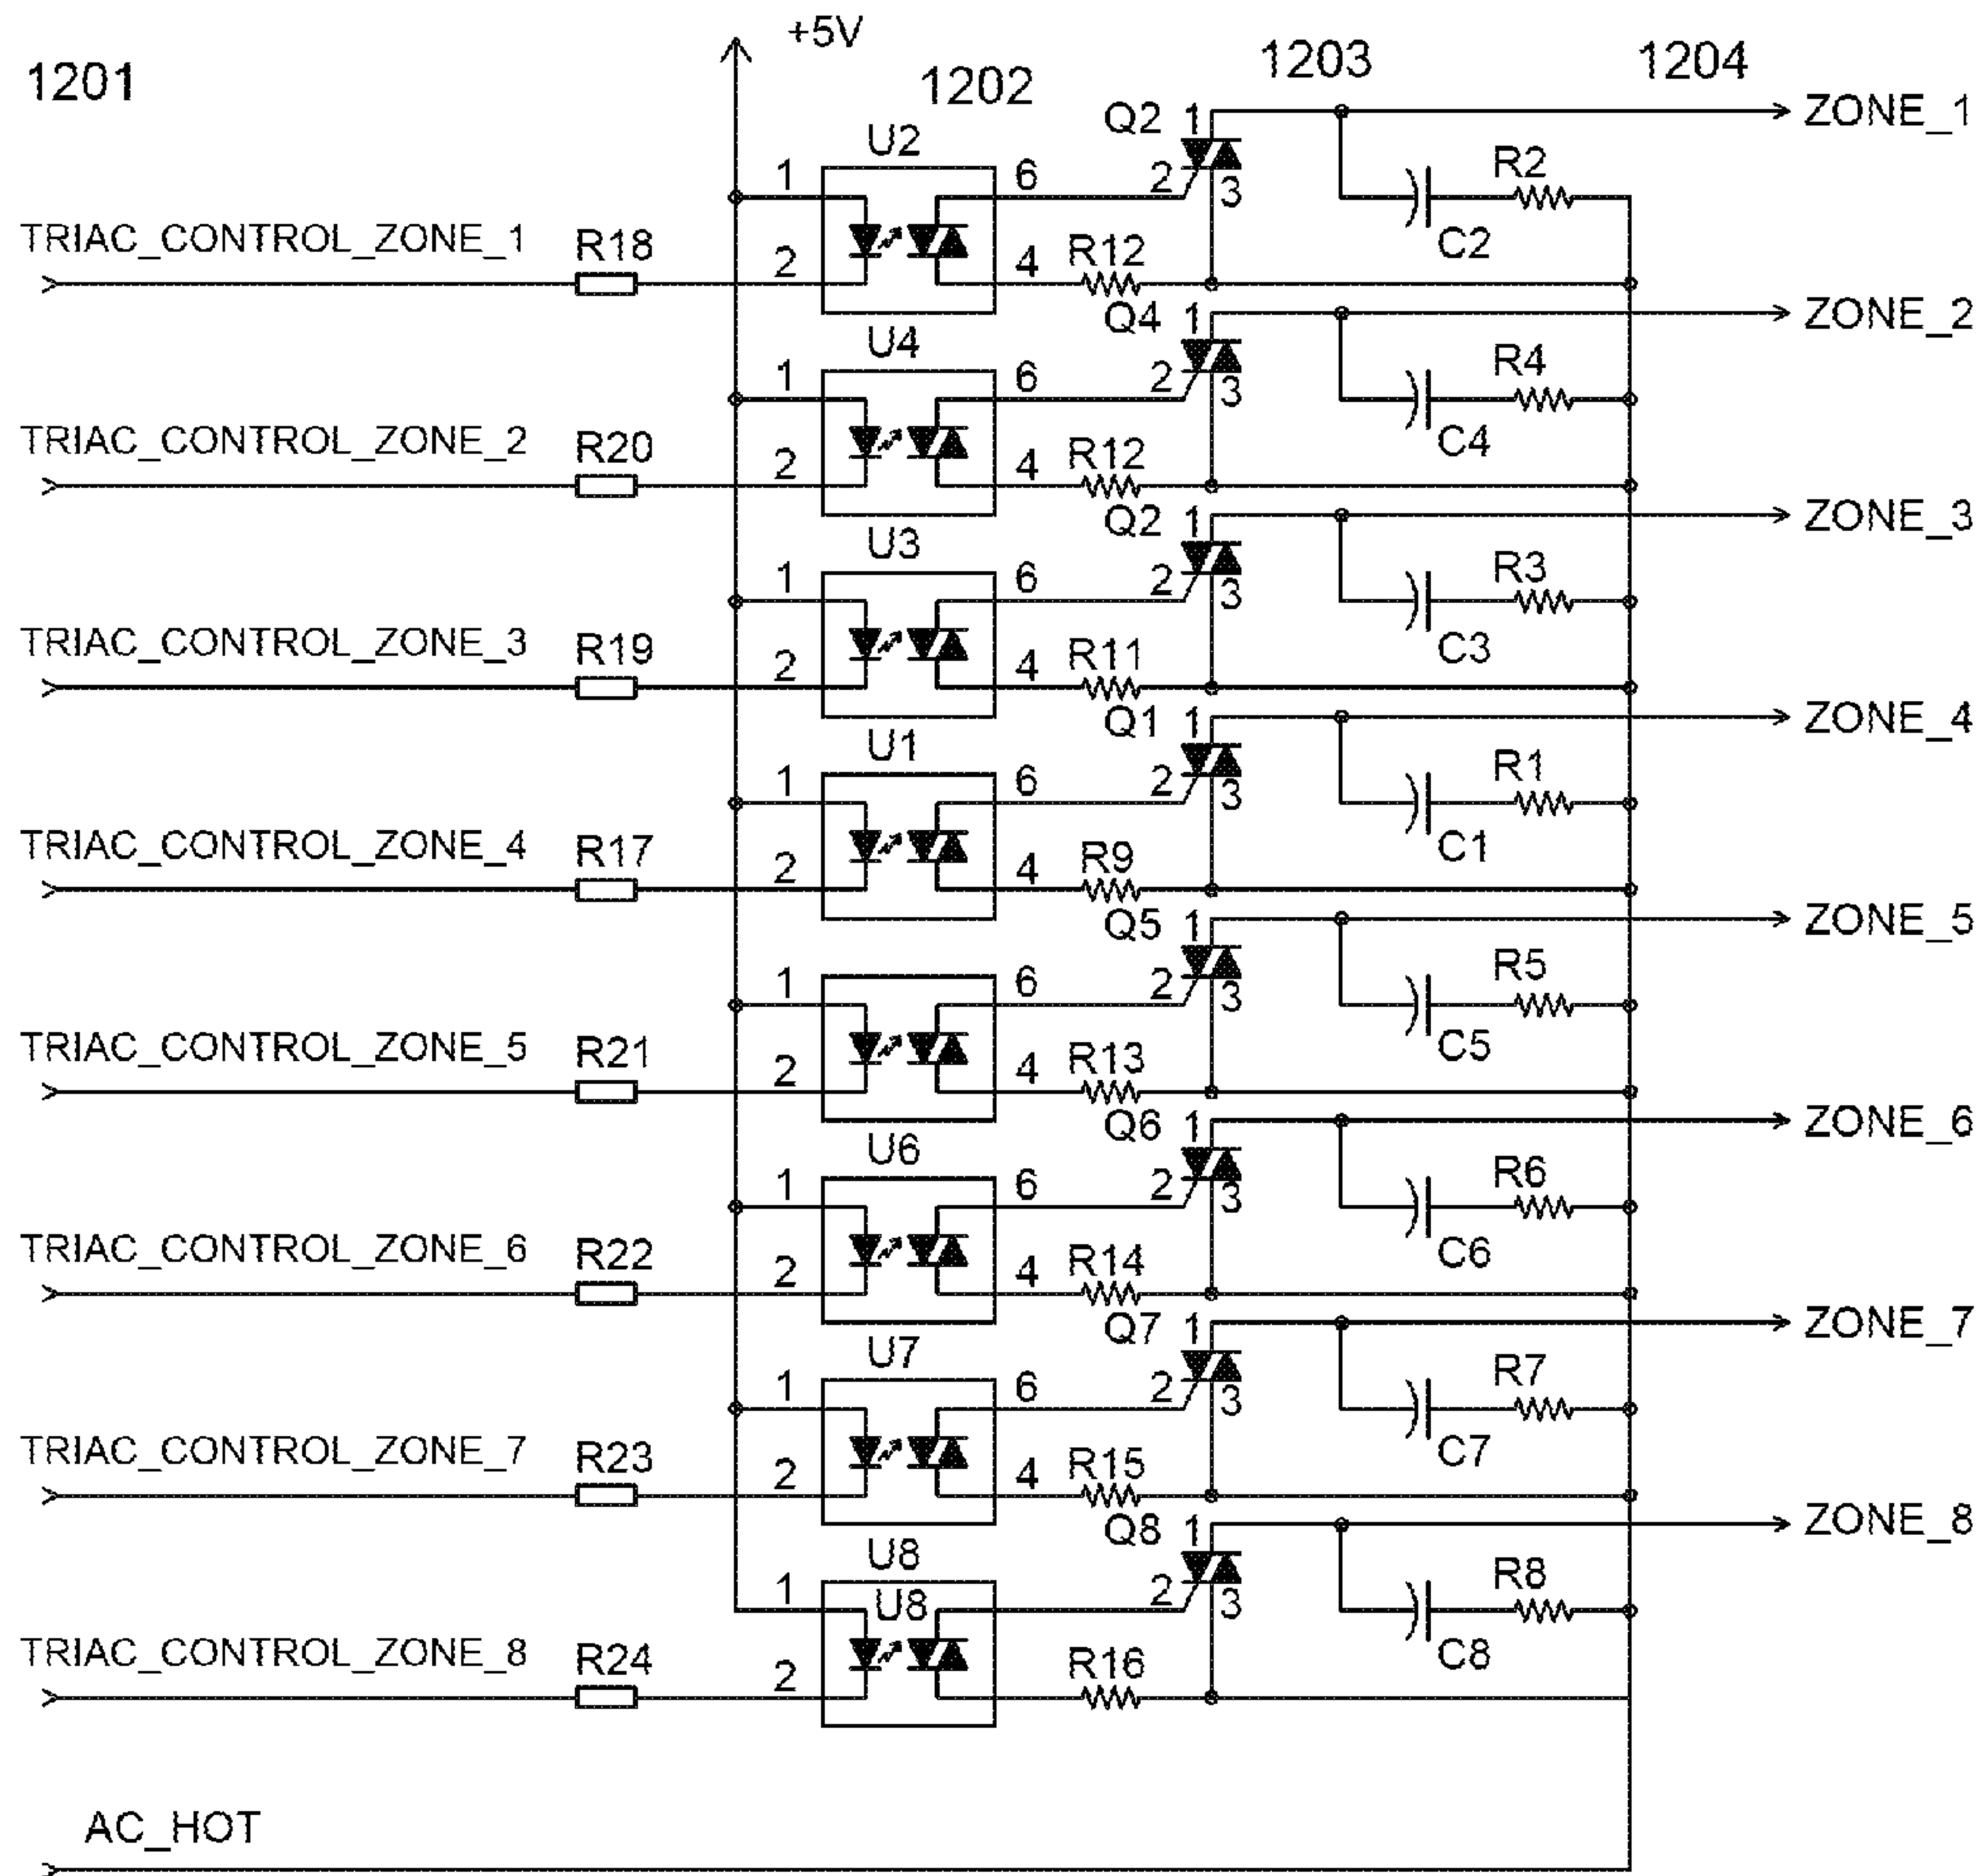 +5V
1201
1202
1203
1204
Q2 1
ZONE_1
U2
1
6
2
3
R2
TRIAC_CONTROL_ZONE_1
R18
2
4
R12
C2
Q4 1
ZONE_2
U4
1
6
2
3
R4
TRIAC_CONTROL_ZONE_2
R20
2
4
R12
C4
Q2 1
ZONE_3
U3
1
6
2
3
R3
TRIAC_CONTROL_ZONE_3
R19
2
4
R11
C3
Q1 1
ZONE_4
U1
1
6
2
3
R1
TRIAC_CONTROL_ZONE_4
R17
2
4
R9
C1
Q5 1
ZONE_5
1
6
2
3
R5
TRIAC_CONTROL_ZONE_5
R21
2
4
R13
C5
Q6 1
ZONE_6
U6
1
6
2
3
R6
TRIAC_CONTROL_ZONE_6
R22
2
4
R14
C6
Q7 1
ZONE_7
U7
1
6
2
3
R7
TRIAC_CONTROL_ZONE_7
R23
2
4
R15
C7
Q8 1
ZONE_8
U8
1
U8
2
3
R8
TRIAC_CONTROL_ZONE_8
R24
2
R16
C8
AC_HOT